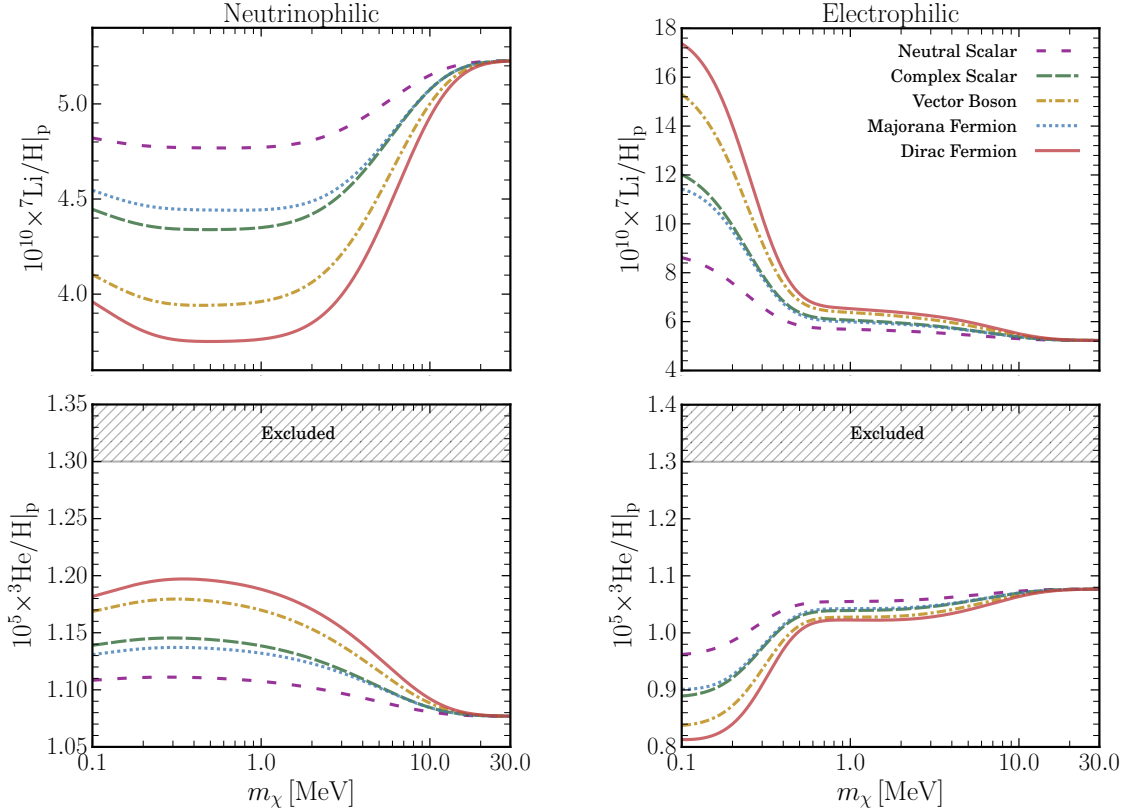 Neutrinophilic
10¹⁰×⁷Li/H|ₚ
5.0
4.5
4.0
Electrophilic
10¹⁰×⁷Li/H|ₚ
18
16
14
12
10
8
6
4
Neutral Scalar
Complex Scalar
Vector Boson
Majorana Fermion
Dirac Fermion
10⁵×³He/H|ₚ
1.35
1.30
1.20
1.15
1.10
1.05
Excluded
0.1
1.0
10.0
30.0
m_χ [MeV]
10⁵×³He/H|ₚ
1.4
1.3
1.2
1.1
1.0
0.9
0.8
Excluded
0.1
1.0
10.0
30.0
m_χ [MeV]